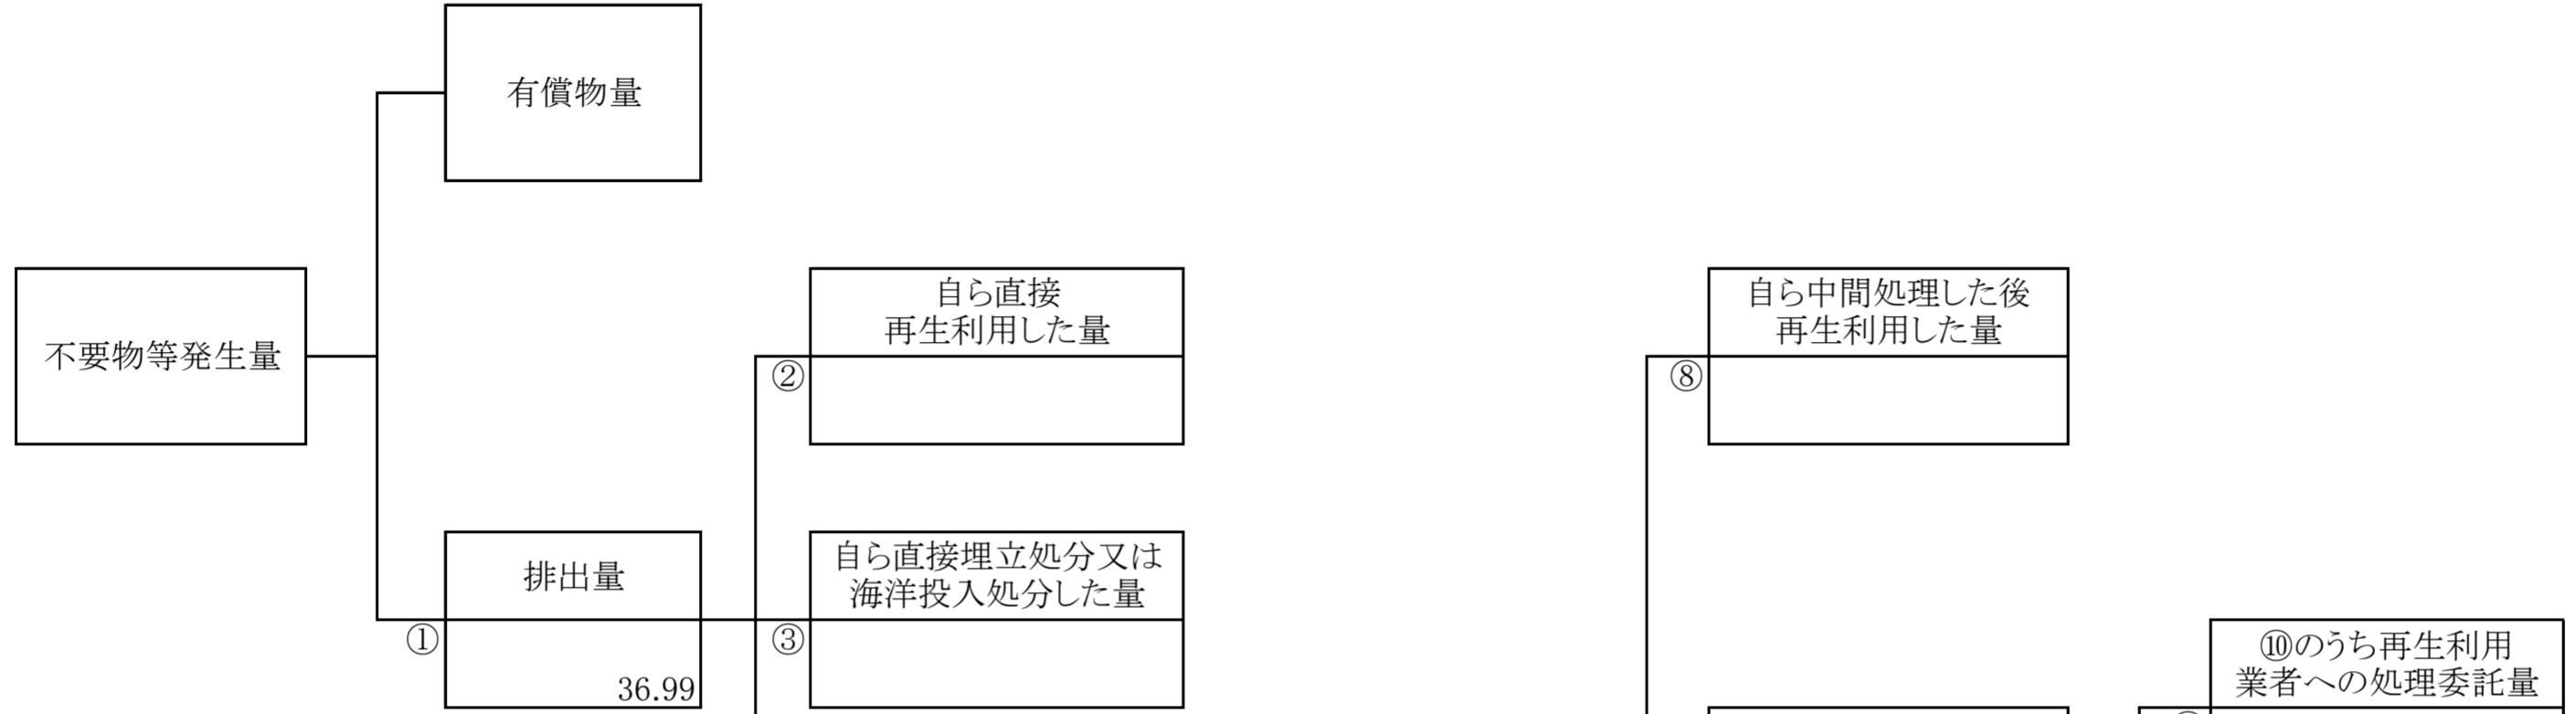 有償物量
不要物等発生量
自ら直接
再生利用した量
②
自ら中間処理した後
再生利用した量
⑧
排出量
①
36.99
自ら直接埋立処分又は
海洋投入処分した量
③
⑩のうち再生利用
業者への処理委託量